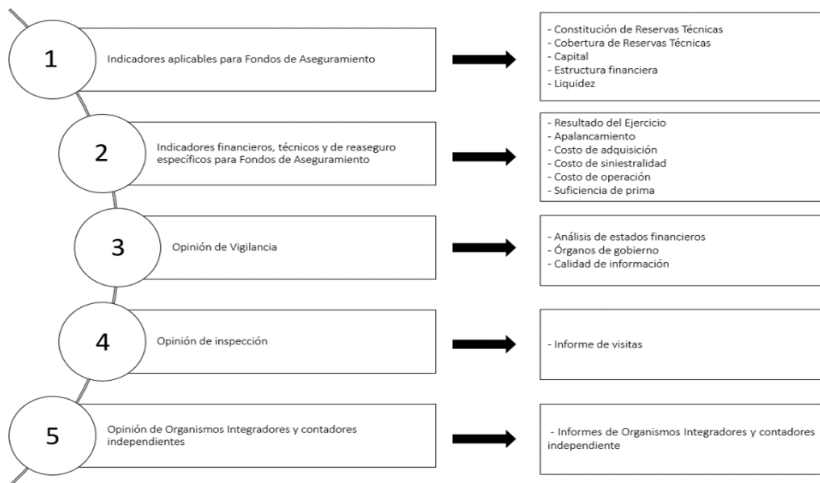 1
Indicadores aplicables para Fondos de Aseguramiento
- Constitución de Reservas Técnicas
- Cobertura de Reservas Técnicas
- Capital
- Estructura financiera
- Liquidez
2
Indicadores financieros, técnicos y de reaseguro
específicos para Fondos de Aseguramiento
- Resultado del Ejercicio
- Apalancamiento
- Costo de adquisición
- Costo de siniestralidad
- Costo de operación
- Suficiencia de prima
3
Opinión de Vigilancia
- Análisis de estados financieros
- Órganos de gobierno
- Calidad de información
4
Opinión de inspección
- Informe de visitas
5
Opinión de Organismos Integradores y contadores
independientes
- Informes de Organismos Integradores y contadores
independiente